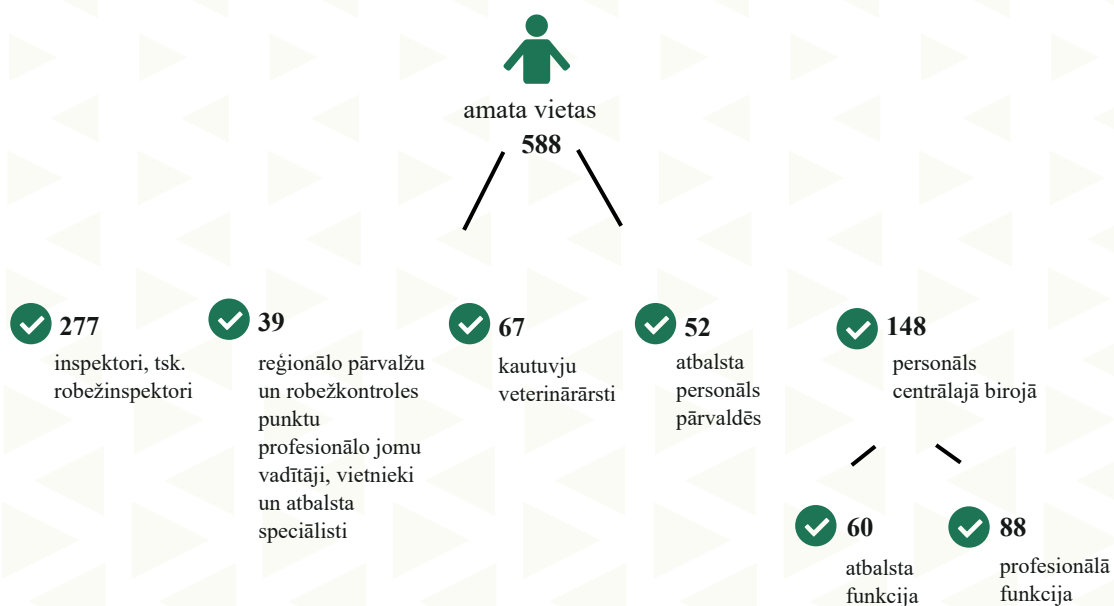 amata vietas
588
277
inspektori, tsk.
robežinspektori
39
reģionālo pārvalžu
un robežkontroles
punktu
profesionālo jomu
vadītāji, vietnieki
un atbalsta
speciālisti
67
kautuvju
veterinārārsti
52
atbalsta
personāls
pārvaldēs
148
personāls
centrālajā birojā
60
atbalsta
funkcija
88
profesionālā
funkcija